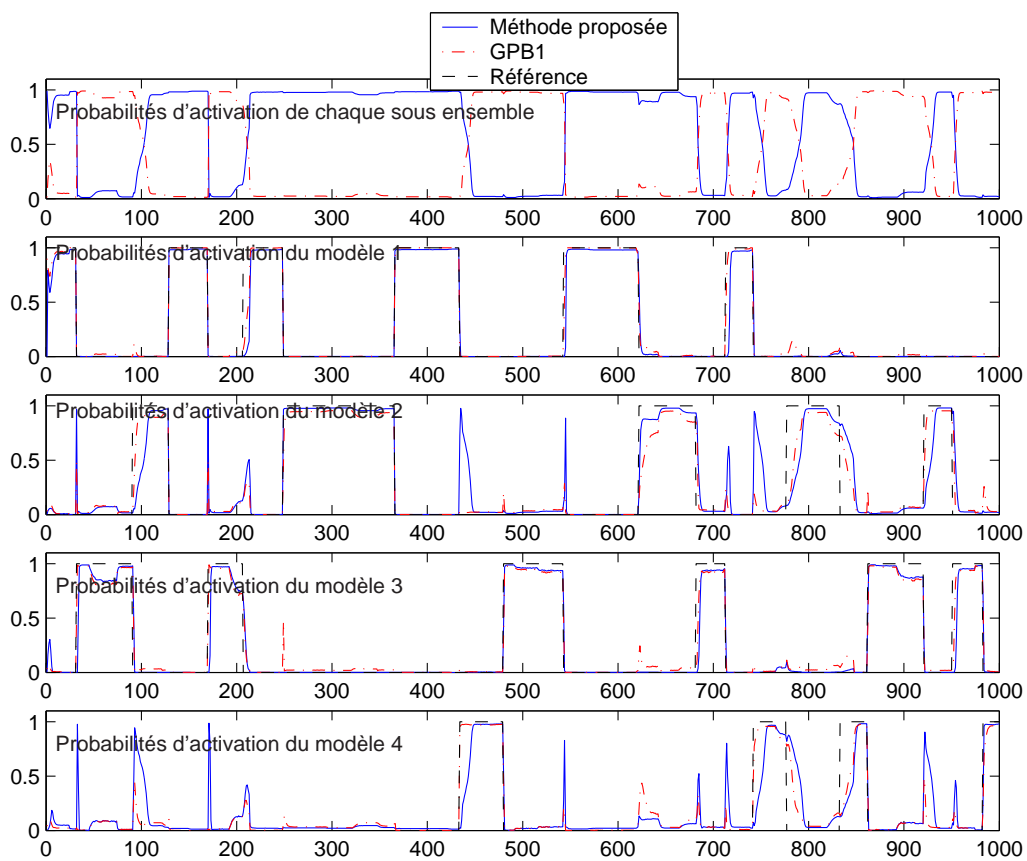 Méthode proposée
GPB1
Référence
1
Probabilités d'activation de chaque sous ensemble
0.5
0
0 100 200 300 400 500 600 700 800 900 1000
1
Probabilités d'activation du modèle 1
0.5
0
0 100 200 300 400 500 600 700 800 900 1000
1
Probabilités d'activation du modèle 2
0.5
0
0 100 200 300 400 500 600 700 800 900 1000
1
Probabilités d'activation du modèle 3
0.5
0
0 100 200 300 400 500 600 700 800 900 1000
1
Probabilités d'activation du modèle 4
0.5
0
0 100 200 300 400 500 600 700 800 900 1000